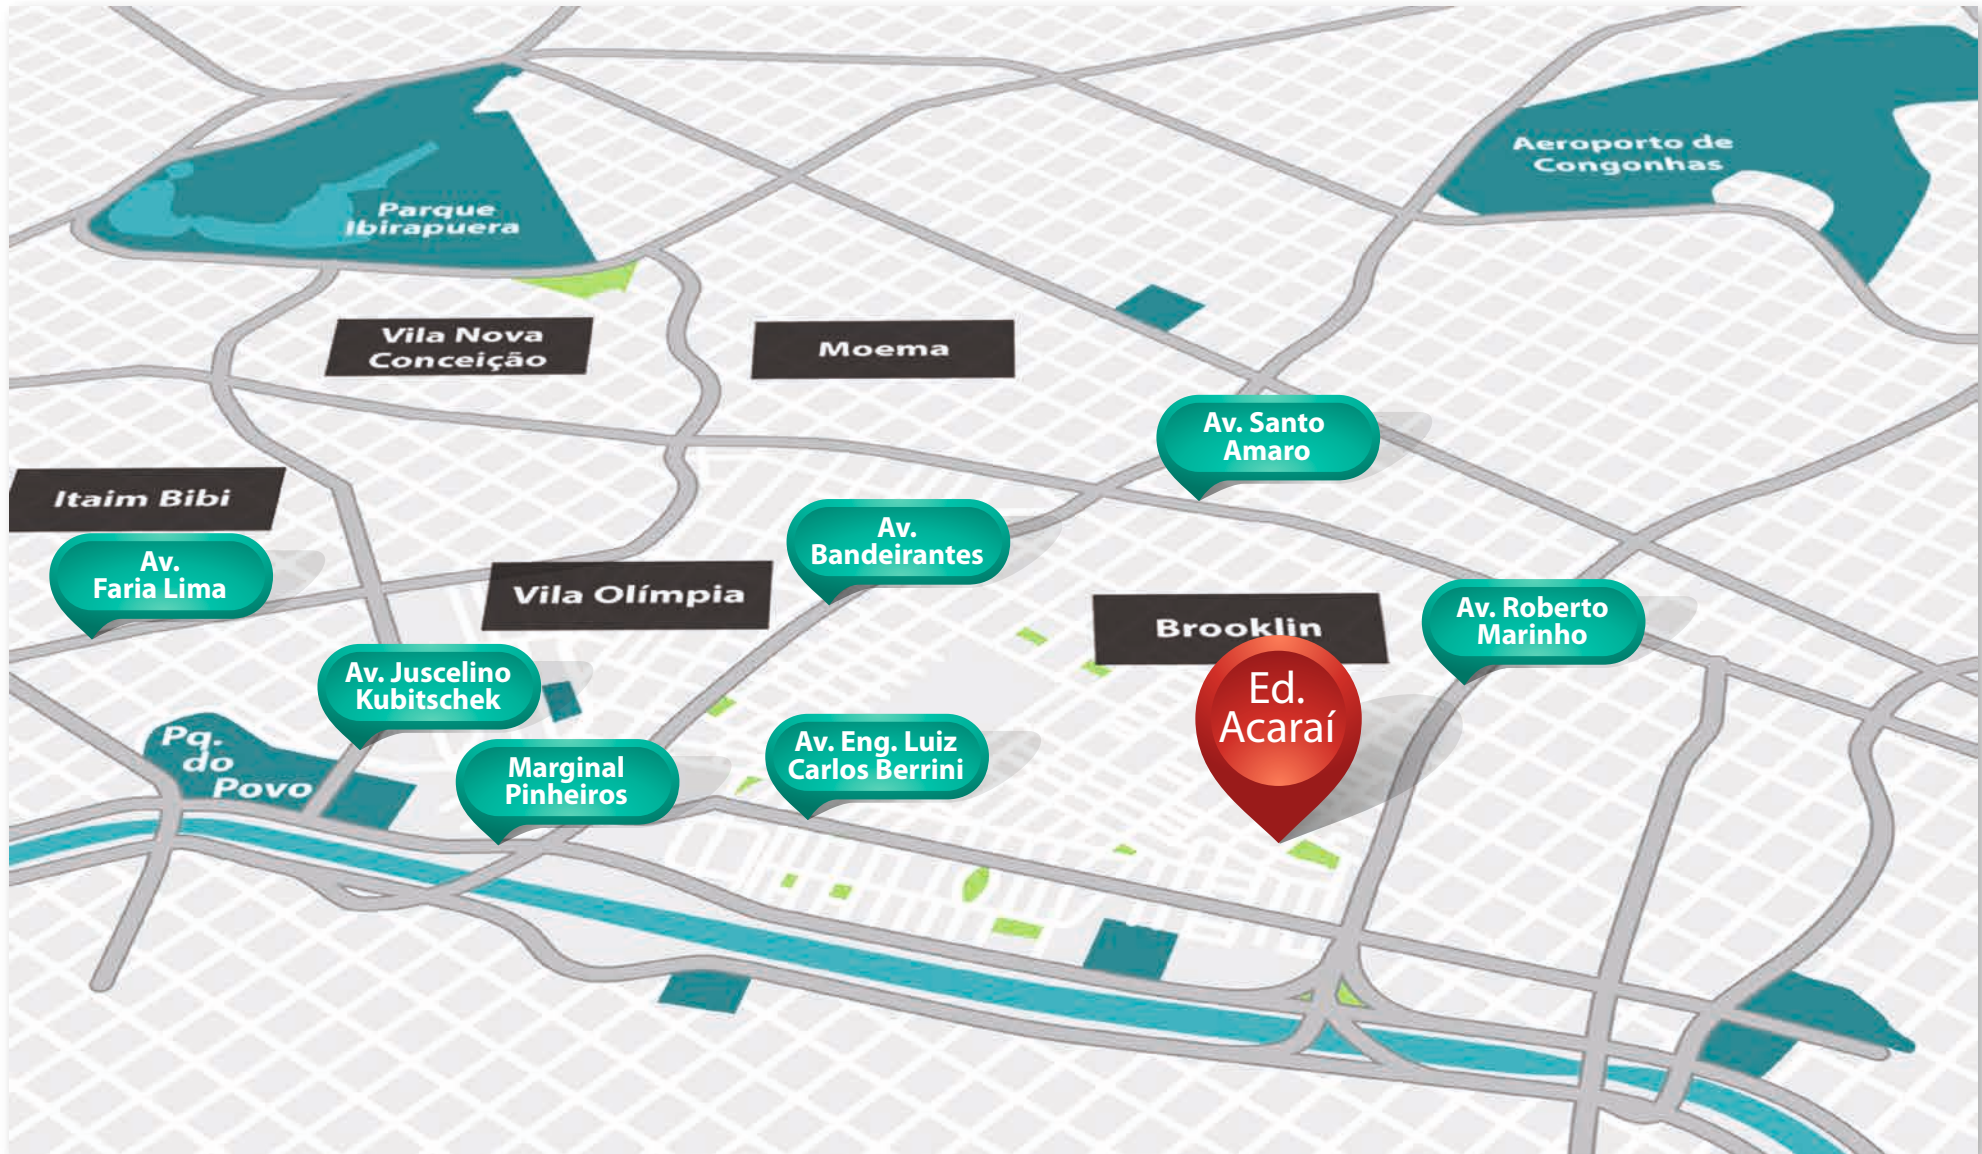 Aeroporto de
Congonhas
Parque
Ibirapuera
Vila Nova
Conceição
Moema
Av. Santo
Amaro
Itaim Bibi
Av.
Bandeirantes
Av.
Faria Lima
Vila Olímpia
Brooklin
Av. Roberto
Marinho
Av. Juscelino
Kubitschek
Ed.
Acaraí
Pq.
do
Povo
Marginal
Pinheiros
Av. Eng. Luiz
Carlos Berrini